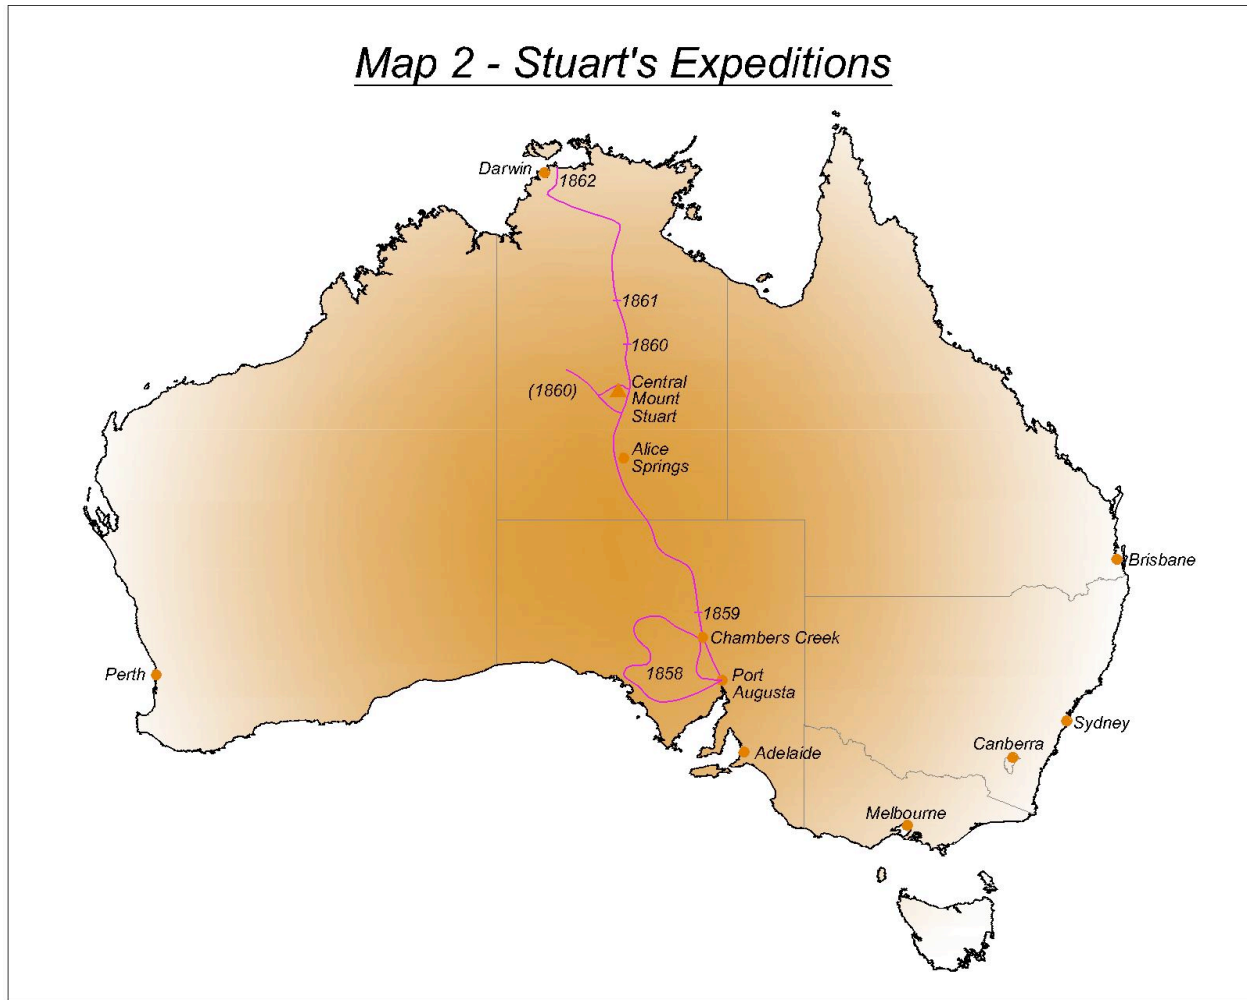 Map 2 - Stuart's Expeditions
Darwin
1862
1861
1860
(1860)
Central
Mount
Stuart
Alice
Springs
Brisbane
1859
Chambers Creek
Perth
1858
Port
Augusta
Sydney
Canberra
Adelaide
Melbourne